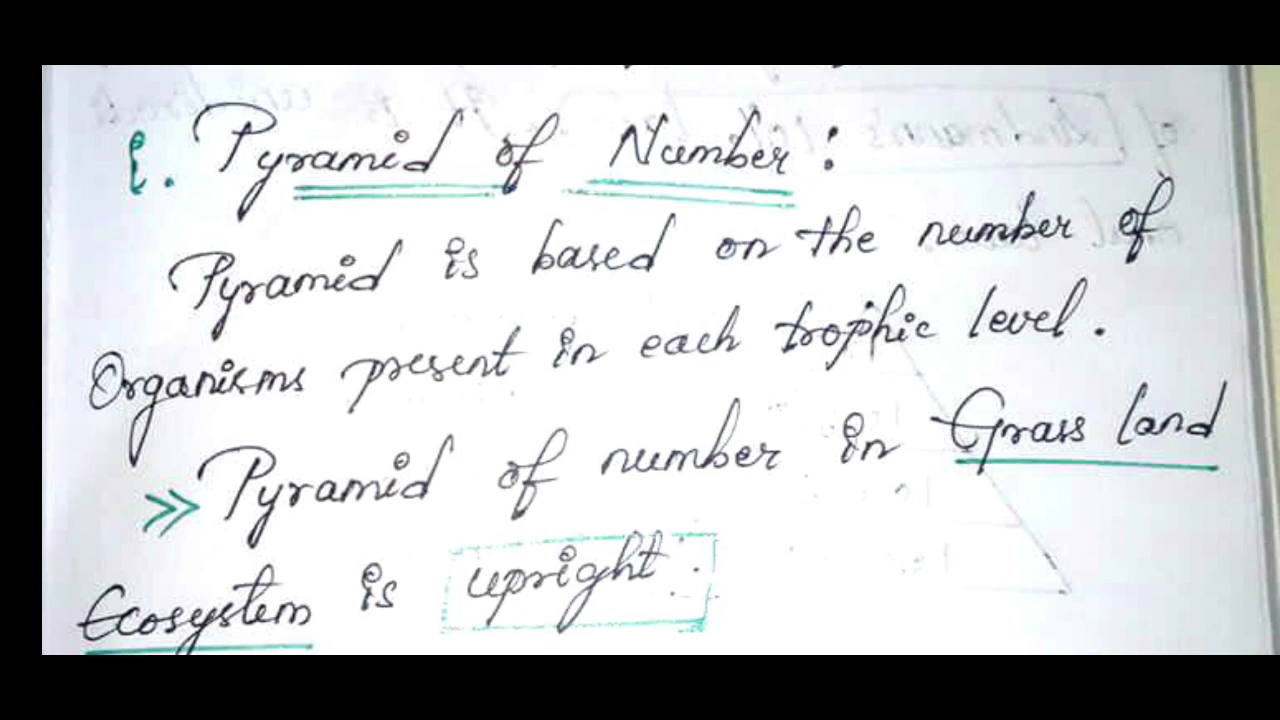 i. Pyramid of Number :
Pyramid is based on the number of
Organisms present in each trophic level.
>> Pyramid of number in Grass land
Ecosystem is upright.